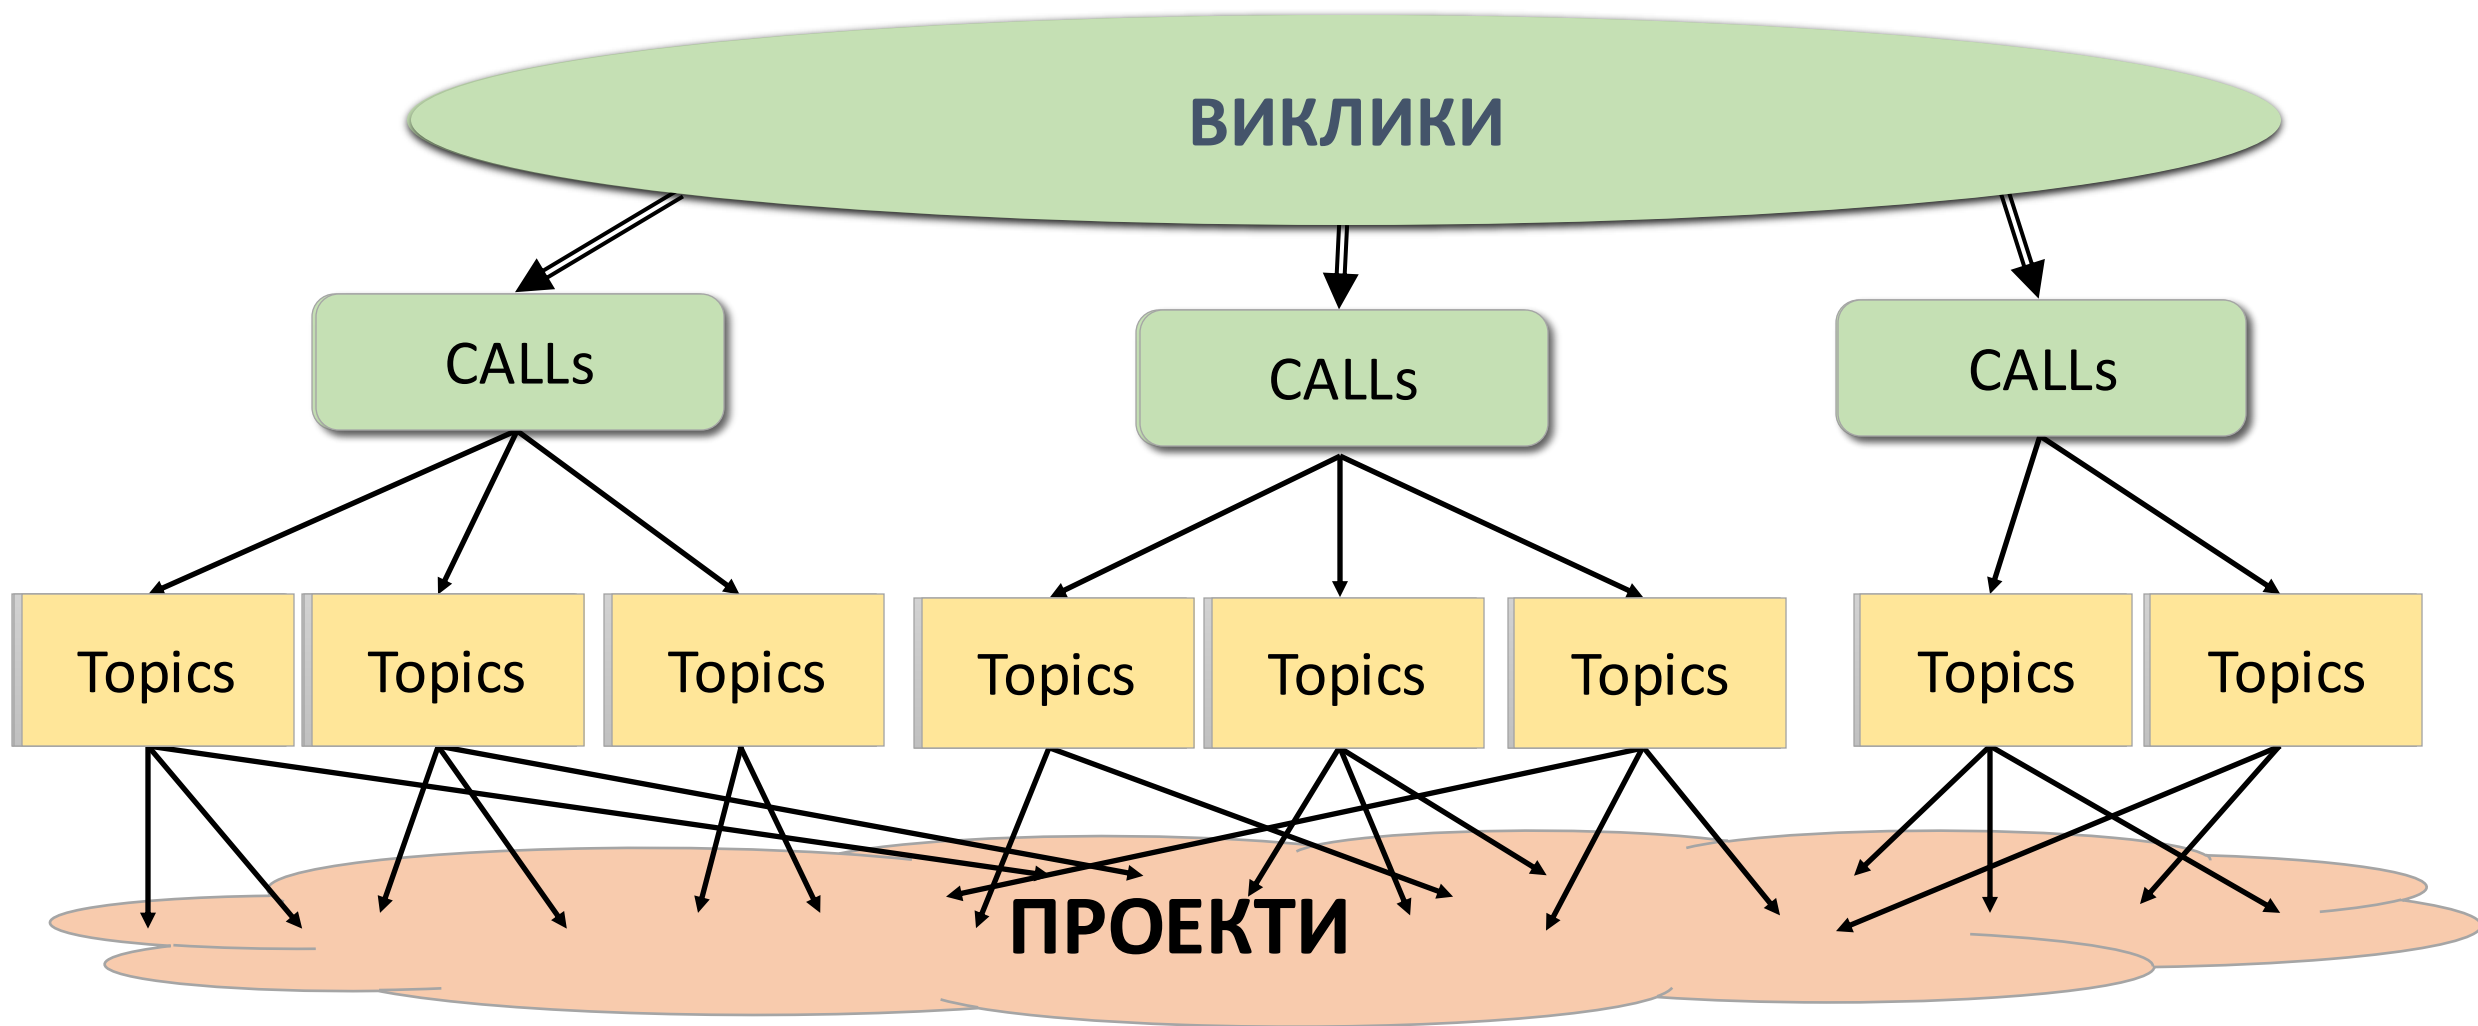 ВИКЛИКИ
CALLs
CALLs
CALLs
Topics
Topics
Topics
Topics
Topics
Topics
Topics
Topics
ПРОЕКТИ